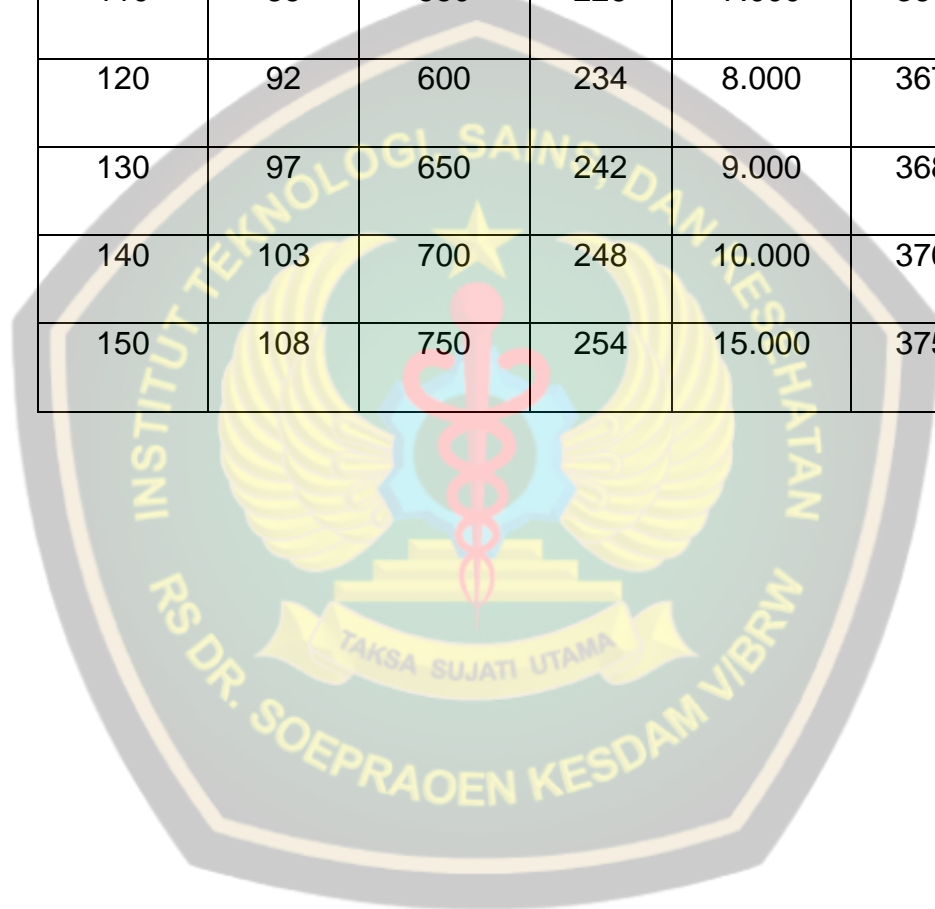 120 92 600 234 8.000
130 97 650 242 9.000
140 103 700 248 10.000
150 108 750 254 15.000
INSTITUT TEKNOLOGI, SAINS, DAN KESEHATAN
TAKSA SUJATI UTAMA
RS DR. SOEPRAOEN KESDAM V/BRW